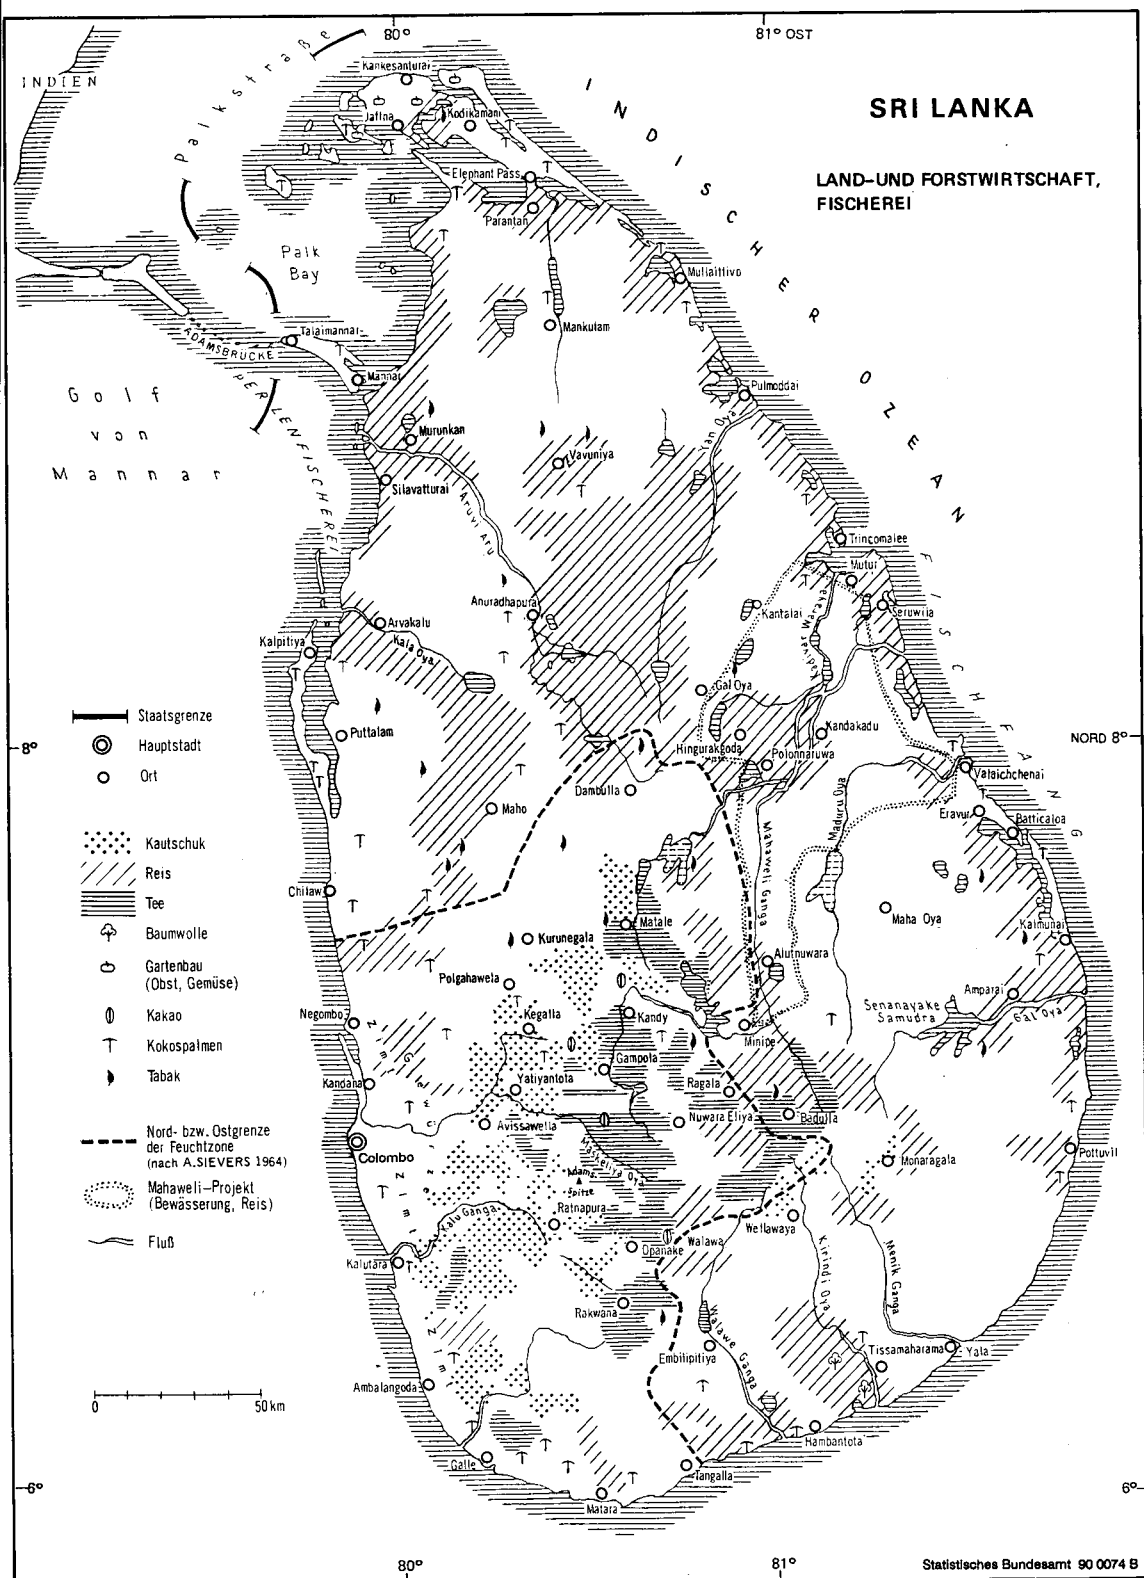 80°
81° OST
INDIEN
Palkstraße
Kankesanturai
INDISCHER OZEAN
SRI LANKA
Jaffna
Kodikamam
LAND-UND FORSTWIRTSCHAFT,
FISCHEREI
Elephant Pass
Parantan
Palk
Bay
Mullaittivo
Mankulam
Talaimannar
ADAMSBRÜCKE
Mannar
PERLENFISCHEREI
Pulmoddai
Golf
von
Mannar
Murunkan
Yan Oya
Vavuniya
Silavatturai
Aruvi Aru
Trincomalee
FISCHFANG
Mutur
Anuradhapura
Kantalai
Seruwila
Arvakalu
Kala Oya
Kalpitiya
Gal Oya
Staatsgrenze
Puttalam
Hingurakgoda
Kandakadu
NORD 8°
8°
Hauptstadt
Polonnaruwa
Valaichchenai
Ort
Dambulla
Maduru Oya
Maho
Eravur
Batticaloa
Mahaweli Ganga
Kautschuk
Reis
Chilaw
Tee
Matale
Maha Oya
Baumwolle
Kurunegala
Kalmunai
Gartenbau
(Obst, Gemüse)
Polgahawela
Alutnuwara
Amparai
Kakao
Negombo
Kegalla
Kandy
Minipe
Senanayake
Samudra
Gal Oya
Kokospalmen
Gampola
Tabak
Kandana
Yatiyantota
Ragala
Avissawella
Nuwara Eliya
Badulla
Nord- bzw. Ostgrenze
der Feuchtzone
(nach A.SIEVERS 1964)
Colombo
Maskeliya Oya
Monaragala
Pottuvil
Adams
Spitze
Mahaweli-Projekt
(Bewässerung, Reis)
Zimt
Kalu Ganga
Ratnapura
Wellawaya
Fluß
Opanake
Walawa
Kalutara
Kirindi Oya
Menik Ganga
Rakwana
Walawe Ganga
Embilipitiya
Tissamaharama
Yala
Zimt
Ambalangoda
0
50 km
Hambantota
Galle
Tangalla
6°
6°
Matara
80°
81°
Statistisches Bundesamt 90 0074 B